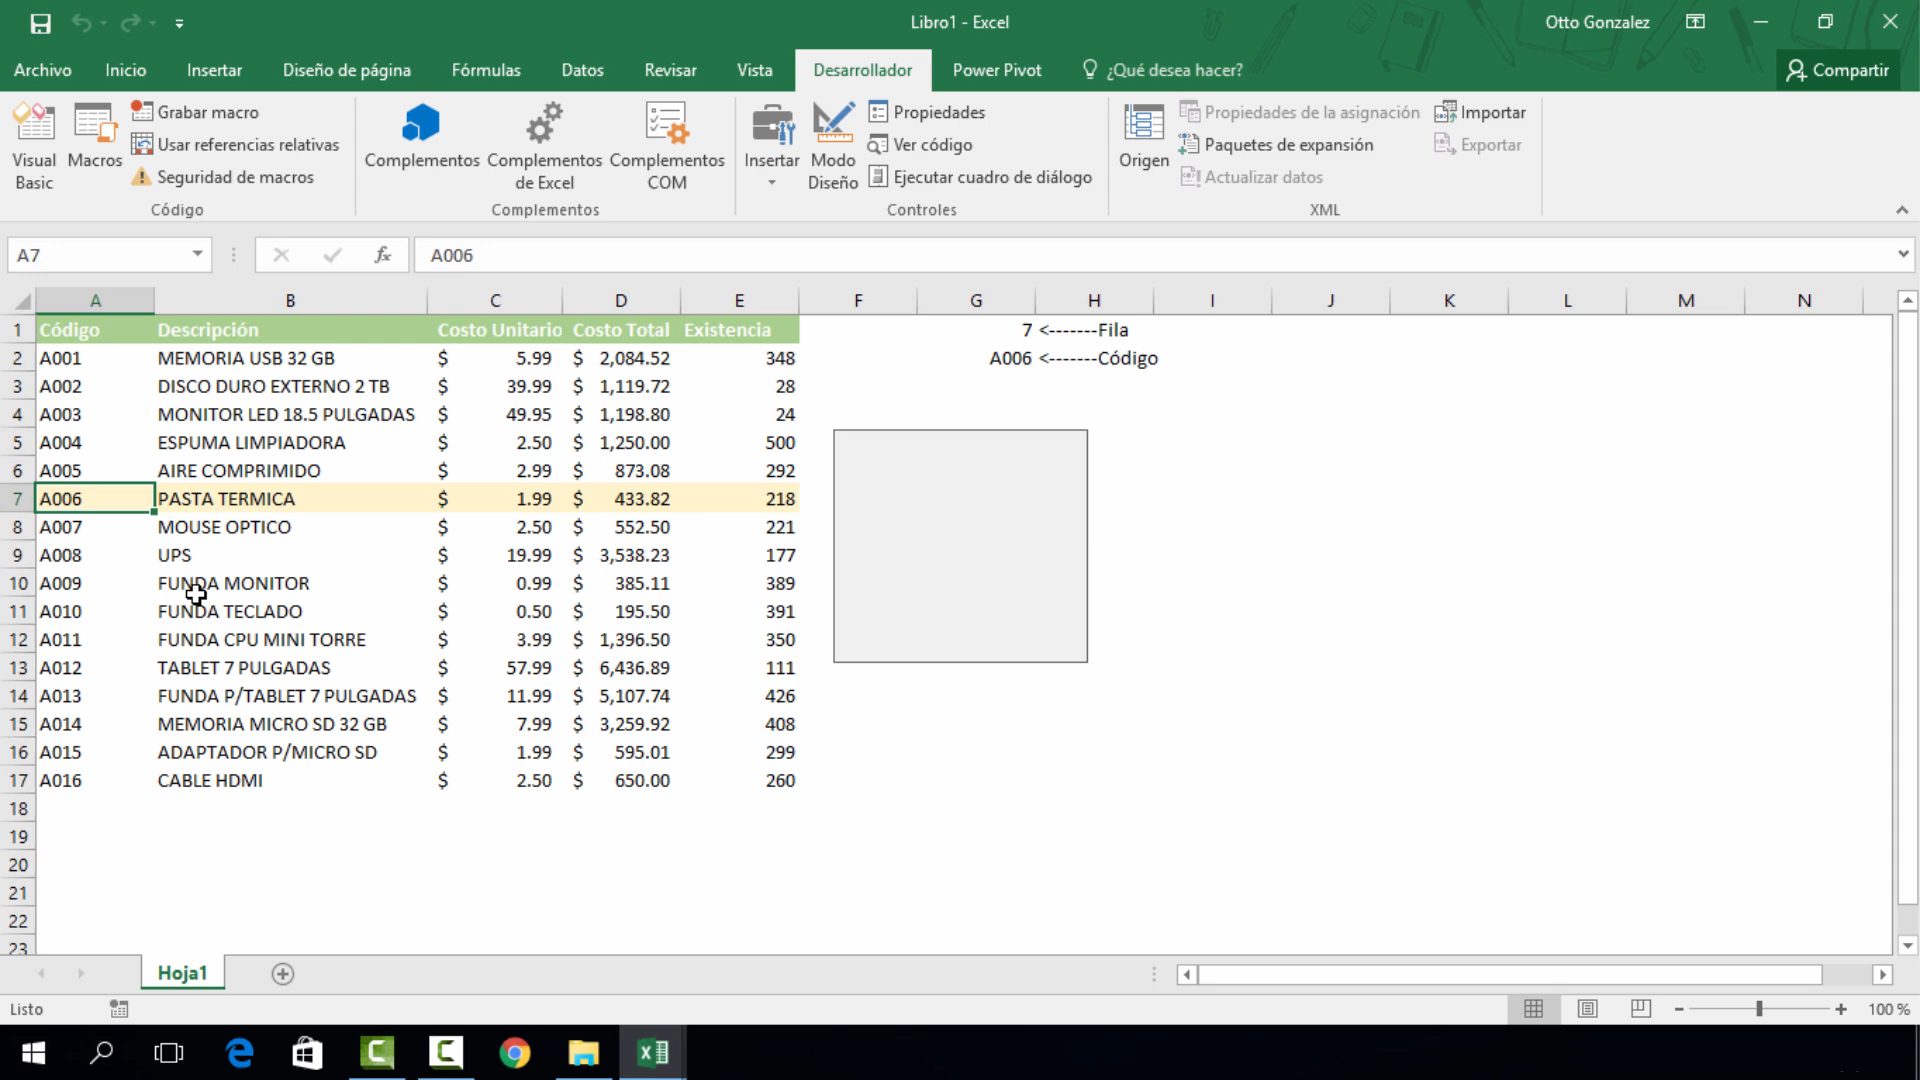 Libro1 - Excel
Otto Gonzalez
Archivo Inicio Insertar Diseño de página Fórmulas Datos Revisar Vista Desarrollador Power Pivot ¿Qué desea hacer? Compartir
Visual Basic
Macros
Grabar macro
Usar referencias relativas
Seguridad de macros
Código
Complementos
Complementos de Excel
Complementos COM
Complementos
Insertar
Modo Diseño
Propiedades
Ver código
Ejecutar cuadro de diálogo
Controles
Origen
Propiedades de la asignación
Paquetes de expansión
Actualizar datos
Importar
Exportar
XML
A7 fx A006
A B C D E F G H I J K L M N
1 Código Descripción Costo Unitario Costo Total Existencia 7 <-------Fila
2 A001 MEMORIA USB 32 GB $ 5.99 $ 2,084.52 348 A006 <-------Código
3 A002 DISCO DURO EXTERNO 2 TB $ 39.99 $ 1,119.72 28
4 A003 MONITOR LED 18.5 PULGADAS $ 49.95 $ 1,198.80 24
5 A004 ESPUMA LIMPIADORA $ 2.50 $ 1,250.00 500
6 A005 AIRE COMPRIMIDO $ 2.99 $ 873.08 292
7 A006 PASTA TERMICA $ 1.99 $ 433.82 218
8 A007 MOUSE OPTICO $ 2.50 $ 552.50 221
9 A008 UPS $ 19.99 $ 3,538.23 177
10 A009 FUNDA MONITOR $ 0.99 $ 385.11 389
11 A010 FUNDA TECLADO $ 0.50 $ 195.50 391
12 A011 FUNDA CPU MINI TORRE $ 3.99 $ 1,396.50 350
13 A012 TABLET 7 PULGADAS $ 57.99 $ 6,436.89 111
14 A013 FUNDA P/TABLET 7 PULGADAS $ 11.99 $ 5,107.74 426
15 A014 MEMORIA MICRO SD 32 GB $ 7.99 $ 3,259.92 408
16 A015 ADAPTADOR P/MICRO SD $ 1.99 $ 595.01 299
17 A016 CABLE HDMI $ 2.50 $ 650.00 260
18
19
20
21
22
23
Hoja1
Listo
100 %